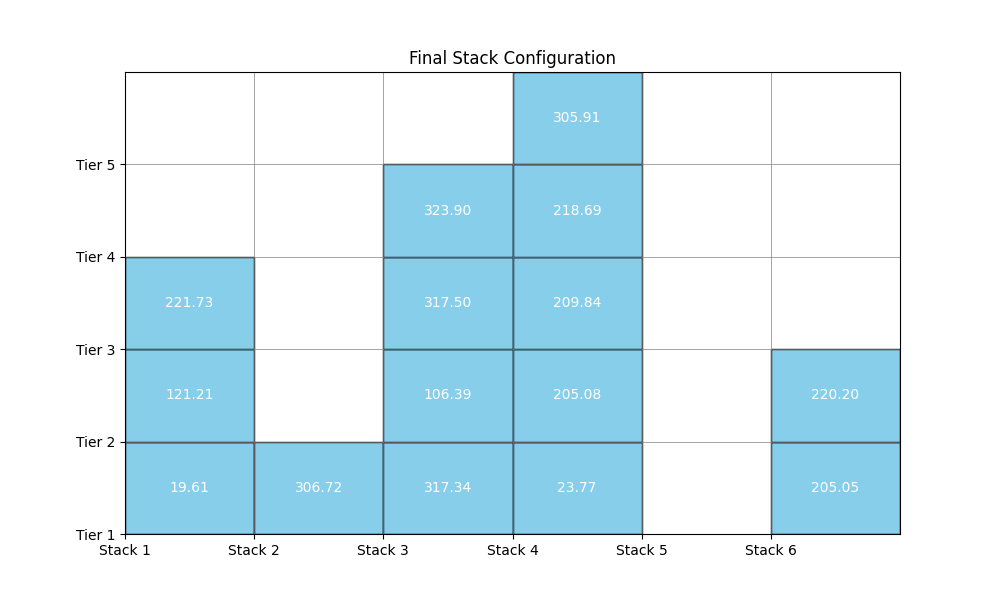 Final Stack Configuration
305.91
Tier 5
323.90 218.69
Tier 4
221.73 317.50 209.84
Tier 3
121.21 106.39 205.08 220.20
Tier 2
19.61 306.72 317.34 23.77 205.05
Tier 1
Stack 1 Stack 2 Stack 3 Stack 4 Stack 5 Stack 6